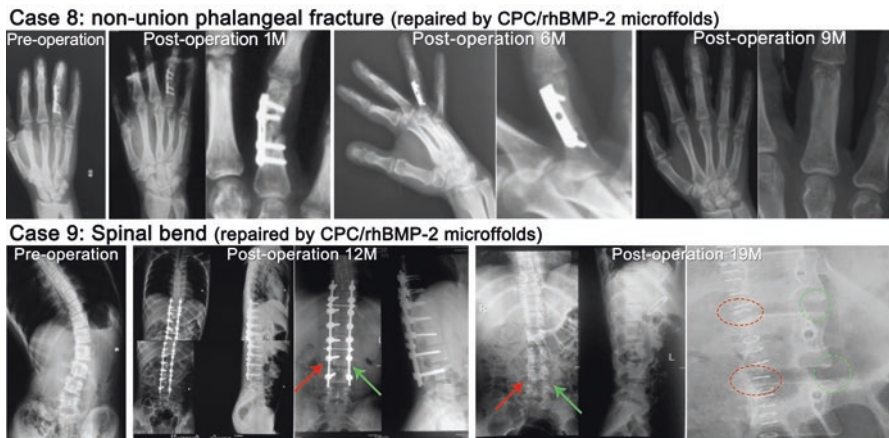 Case 8: non-union phalangeal fracture (repaired by CPC/rhBMP-2 microffolds)
Pre-operation Post-operation 1M Post-operation 6M Post-operation 9M
Case 9: Spinal bend (repaired by CPC/rhBMP-2 microffolds)
Pre-operation Post-operation 12M Post-operation 19M
R
L